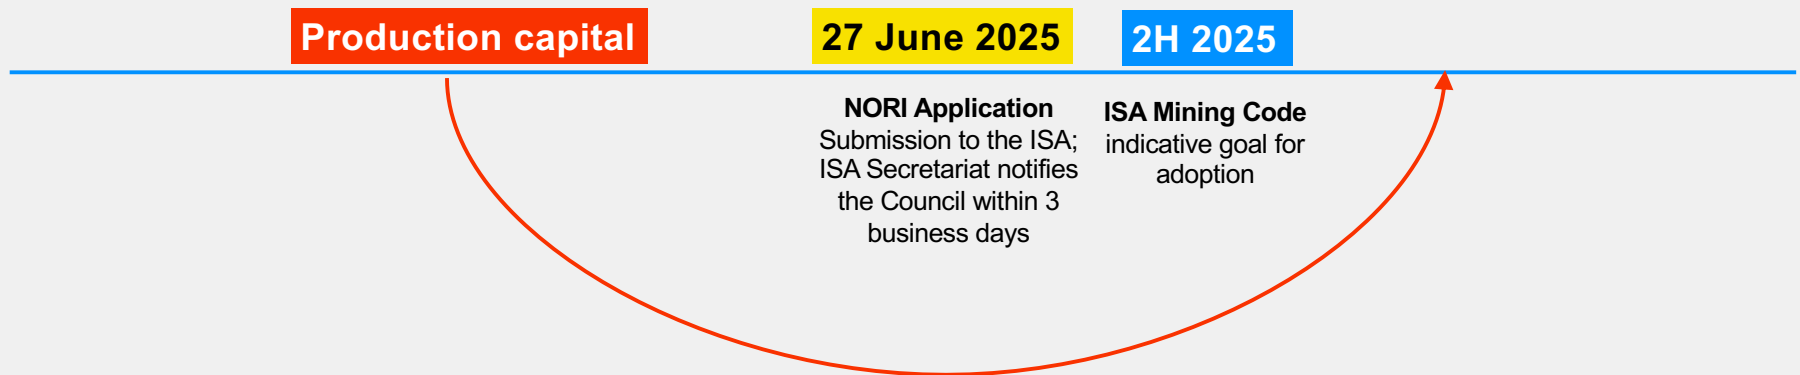 Production capital
27 June 2025
2H 2025
NORI Application
Submission to the ISA;
ISA Secretariat notifies
the Council within 3
business days
ISA Mining Code
indicative goal for
adoption